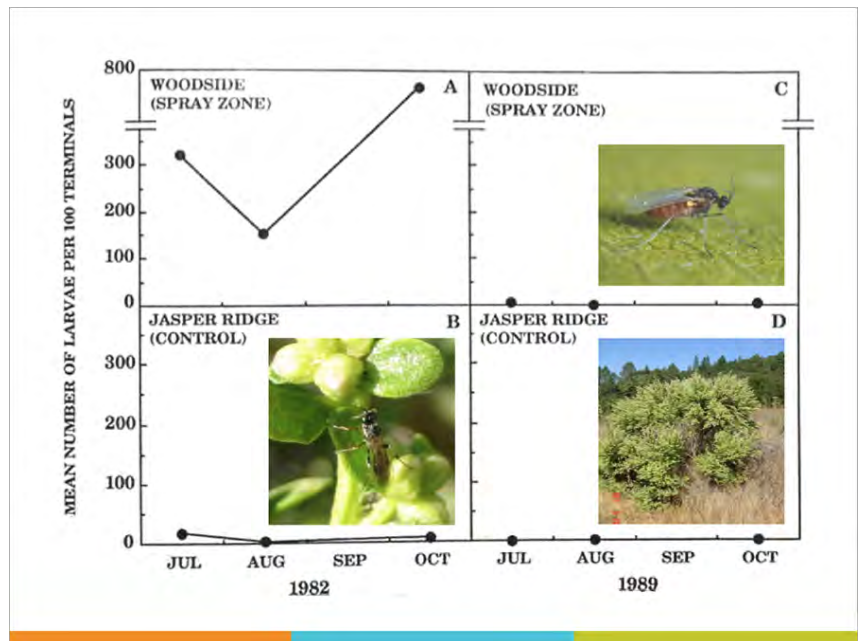 MEAN NUMBER OF LARVAE PER 100 TERMINALS
800
300
200
100
0
WOODSIDE
(SPRAY ZONE)
A
WOODSIDE
(SPRAY ZONE)
C
300
200
100
0
JASPER RIDGE
(CONTROL)
B
JASPER RIDGE
(CONTROL)
D
JUL AUG SEP OCT
1982
JUL AUG SEP OCT
1989